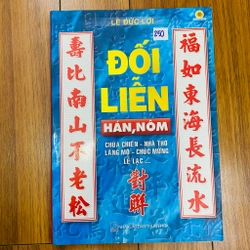 LÊ ĐỨC LỢI
290
ĐỐI
LIỄN
HÁN, NÔM
CHÙA CHIỀN - NHÀ THỜ
LĂNG MỘ - CHÚC MỪNG
LỄ LẠC...
對聯
福如東海長流水
壽比南山不老松